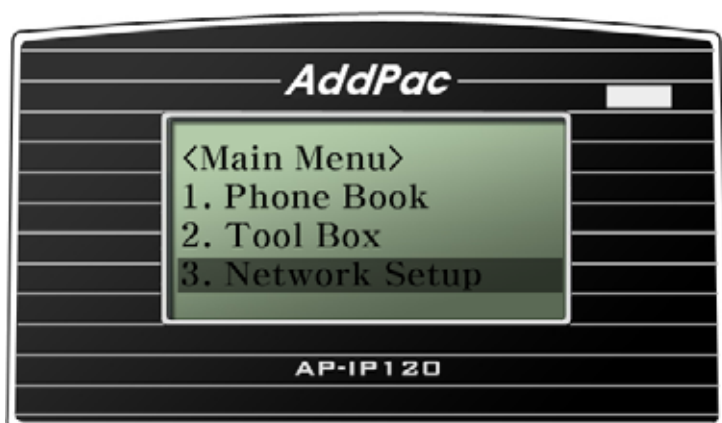 AddPac
<Main Menu>
1. Phone Book
2. Tool Box
3. Network Setup
AP-IP120